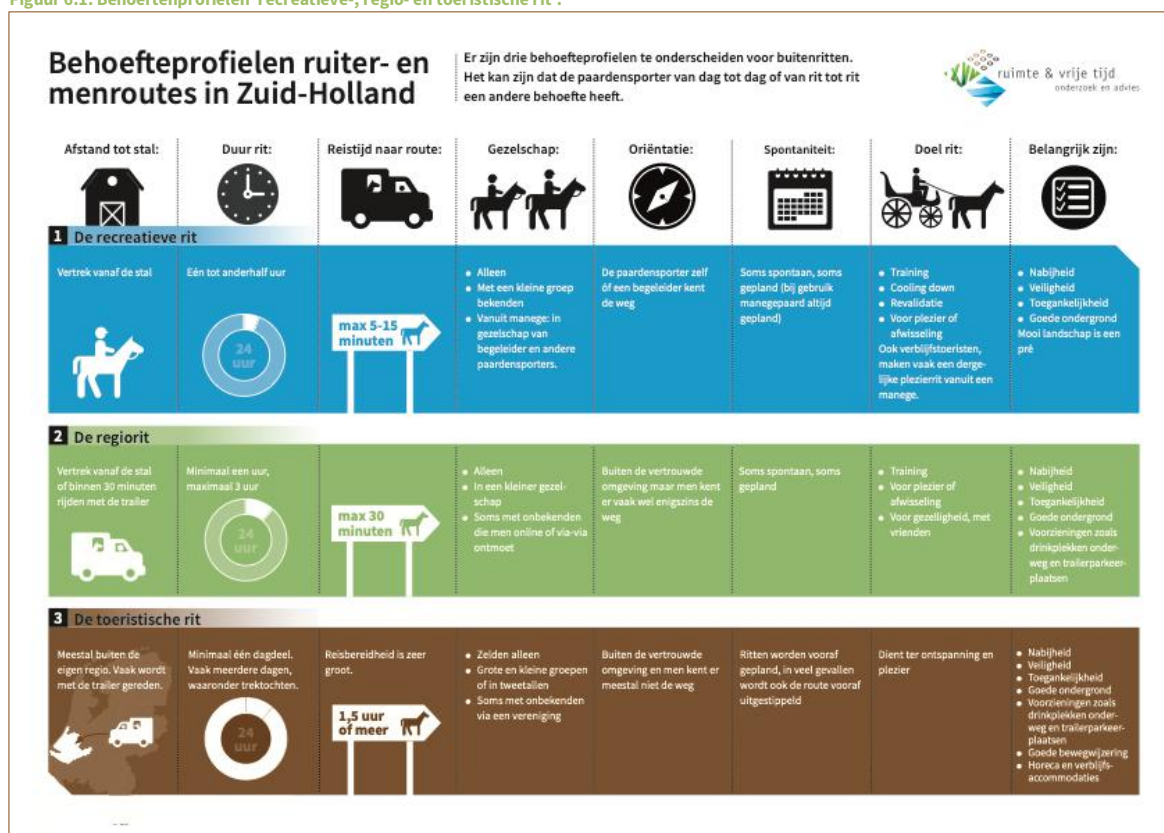 Figuur 6.1: Behoeftenprofielen 'recreatieve-, regio- en toeristische rit'.
Behoefteprofielen ruiter- en
menroutes in Zuid-Holland
Er zijn drie behoefteprofielen te onderscheiden voor buitenritten.
Het kan zijn dat de paardensporter van dag tot dag of van rit tot rit
een andere behoefte heeft.
ruimte & vrije tijd
onderzoek en advies
Afstand tot stal:
Duur rit:
Reistijd naar route:
Gezelschap:
Oriëntatie:
Spontaniteit:
Doel rit:
Belangrijk zijn:
1 De recreatieve rit
Vertrek vanaf de stal
Eén tot anderhalf uur
24
uur
max 5-15
minuten
• Alleen
• Met een kleine groep
bekenden
• Vanuit manege: in
gezelschap van
begeleider en andere
paardensporters.
De paardensporter zelf
óf een begeleider kent
de weg
Soms spontaan, soms
gepland (bij gebruik
manegepaard altijd
gepland)
• Training
• Cooling down
• Revalidatie
• Voor plezier of
afwisseling
Ook verblijfstoeristen,
maken vaak een derge-
lijke plezierrit vanuit een
manege.
• Nabijheid
• Veiligheid
• Toegankelijkheid
• Goede ondergrond
Mooi landschap is een
pré
2 De regiorit
Vertrek vanaf de stal
of binnen 30 minuten
rijden met de trailer
Minimaal een uur,
maximaal 3 uur
24
uur
max 30
minuten
• Alleen
• In een kleiner gezel-
schap
• Soms met onbekenden
die men online of via-via
ontmoet
Buiten de vertrouwde
omgeving maar men kent
er vaak wel enigszins de
weg
Soms spontaan, soms
gepland
• Training
• Voor plezier of
afwisseling
• Voor gezelligheid, met
vrienden
• Nabijheid
• Veiligheid
• Toegankelijkheid
• Goede ondergrond
• Voorzieningen zoals
drinkplekken onder-
weg en trailerparkeer-
plaatsen
3 De toeristische rit
Meestal buiten de
eigen regio. Vaak wordt
met de trailer gereden.
Minimaal één dagdeel.
Vaak meerdere dagen,
waaronder trektochten.
24
uur
Reisbereidheid is zeer
groot.
1,5 uur
of meer
• Zelden alleen
• Grote en kleine groepen
of in tweetallen
• Soms met onbekenden
via een vereniging
Buiten de vertrouwde
omgeving en men kent er
meestal niet de weg
Ritten worden vooraf
gepland, in veel gevallen
wordt ook de route vooraf
uitgestippeld
Dient ter ontspanning en
plezier
• Nabijheid
• Veiligheid
• Toegankelijkheid
• Goede ondergrond
• Voorzieningen zoals
drinkplekken onder-
weg en trailerparkeer-
plaatsen
• Goede bewegwijzering
• Horeca en verblijfs-
accommodaties